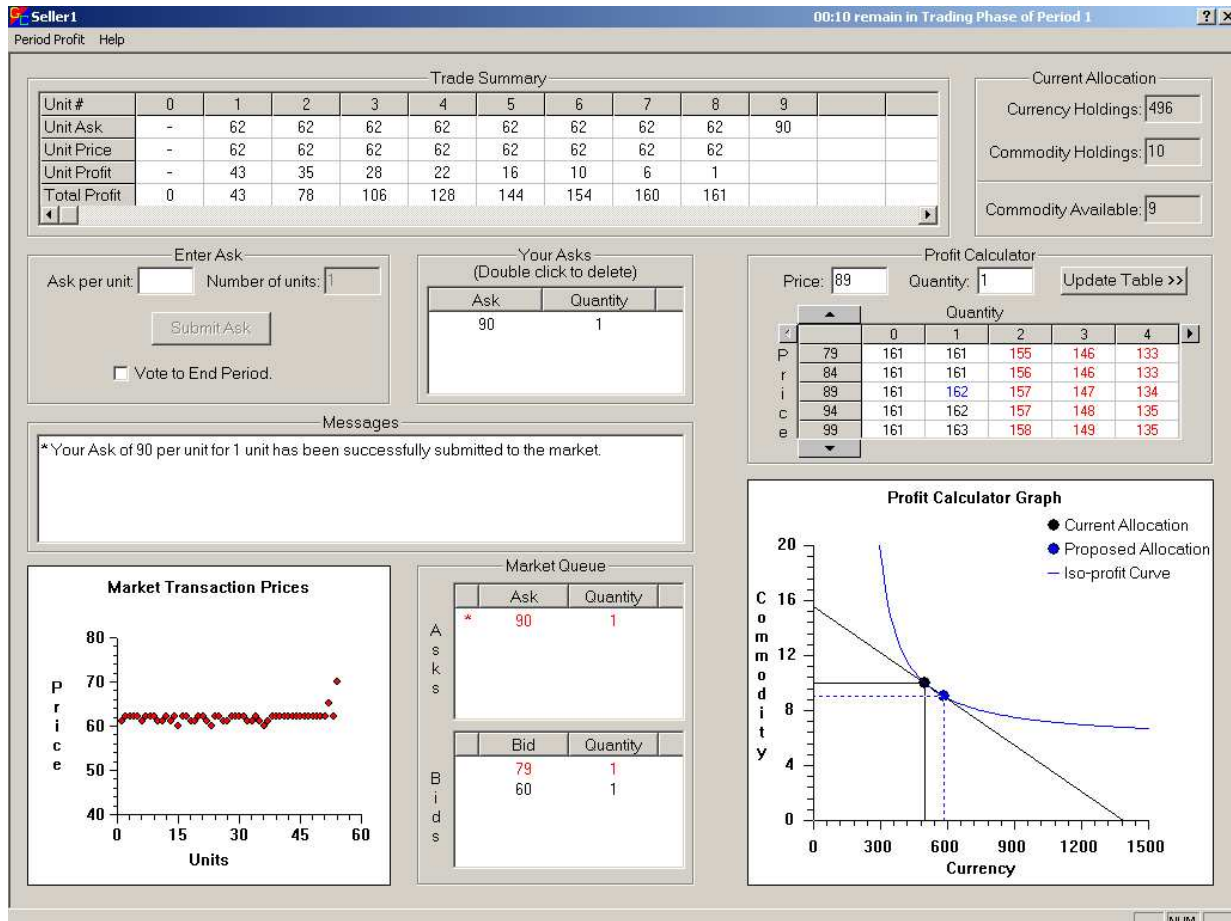 GC Seller1 00:10 remain in Trading Phase of Period 1 ? X
Period Profit Help
Trade Summary
Unit # 0 1 2 3 4 5 6 7 8 9
Unit Ask - 62 62 62 62 62 62 62 62 90
Unit Price - 62 62 62 62 62 62 62 62
Unit Profit - 43 35 28 22 16 10 6 1
Total Profit 0 43 78 106 128 144 154 160 161
Current Allocation
Currency Holdings: 496
Commodity Holdings: 10
Commodity Available: 9
Enter Ask
Ask per unit: Number of units: 1
Submit Ask
Vote to End Period.
Your Asks
(Double click to delete)
Ask Quantity
90 1
Profit Calculator
Price: 89 Quantity: 1 Update Table >>
Quantity
0 1 2 3 4
Price
79 161 161 155 146 133
84 161 161 156 146 133
89 161 162 157 147 134
94 161 162 157 148 135
99 161 163 158 149 135
Messages
* Your Ask of 90 per unit for 1 unit has been successfully submitted to the market.
Market Transaction Prices
Price
80
70
60
50
40
0 15 30 45 60
Units
Market Queue
Asks
Ask Quantity
* 90 1
Bids
Bid Quantity
79 1
60 1
Profit Calculator Graph
Current Allocation
Proposed Allocation
Iso-profit Curve
Commodity
20
16
12
8
4
0
0 300 600 900 1200 1500
Currency
NUM